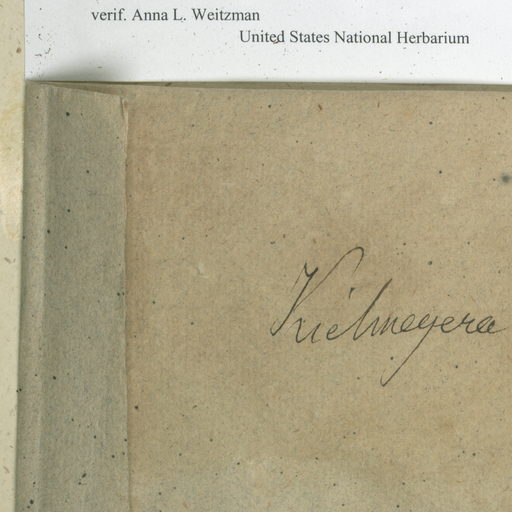 verif. Anna L. Weitzman
United States National Herbarium
Kielmeyera